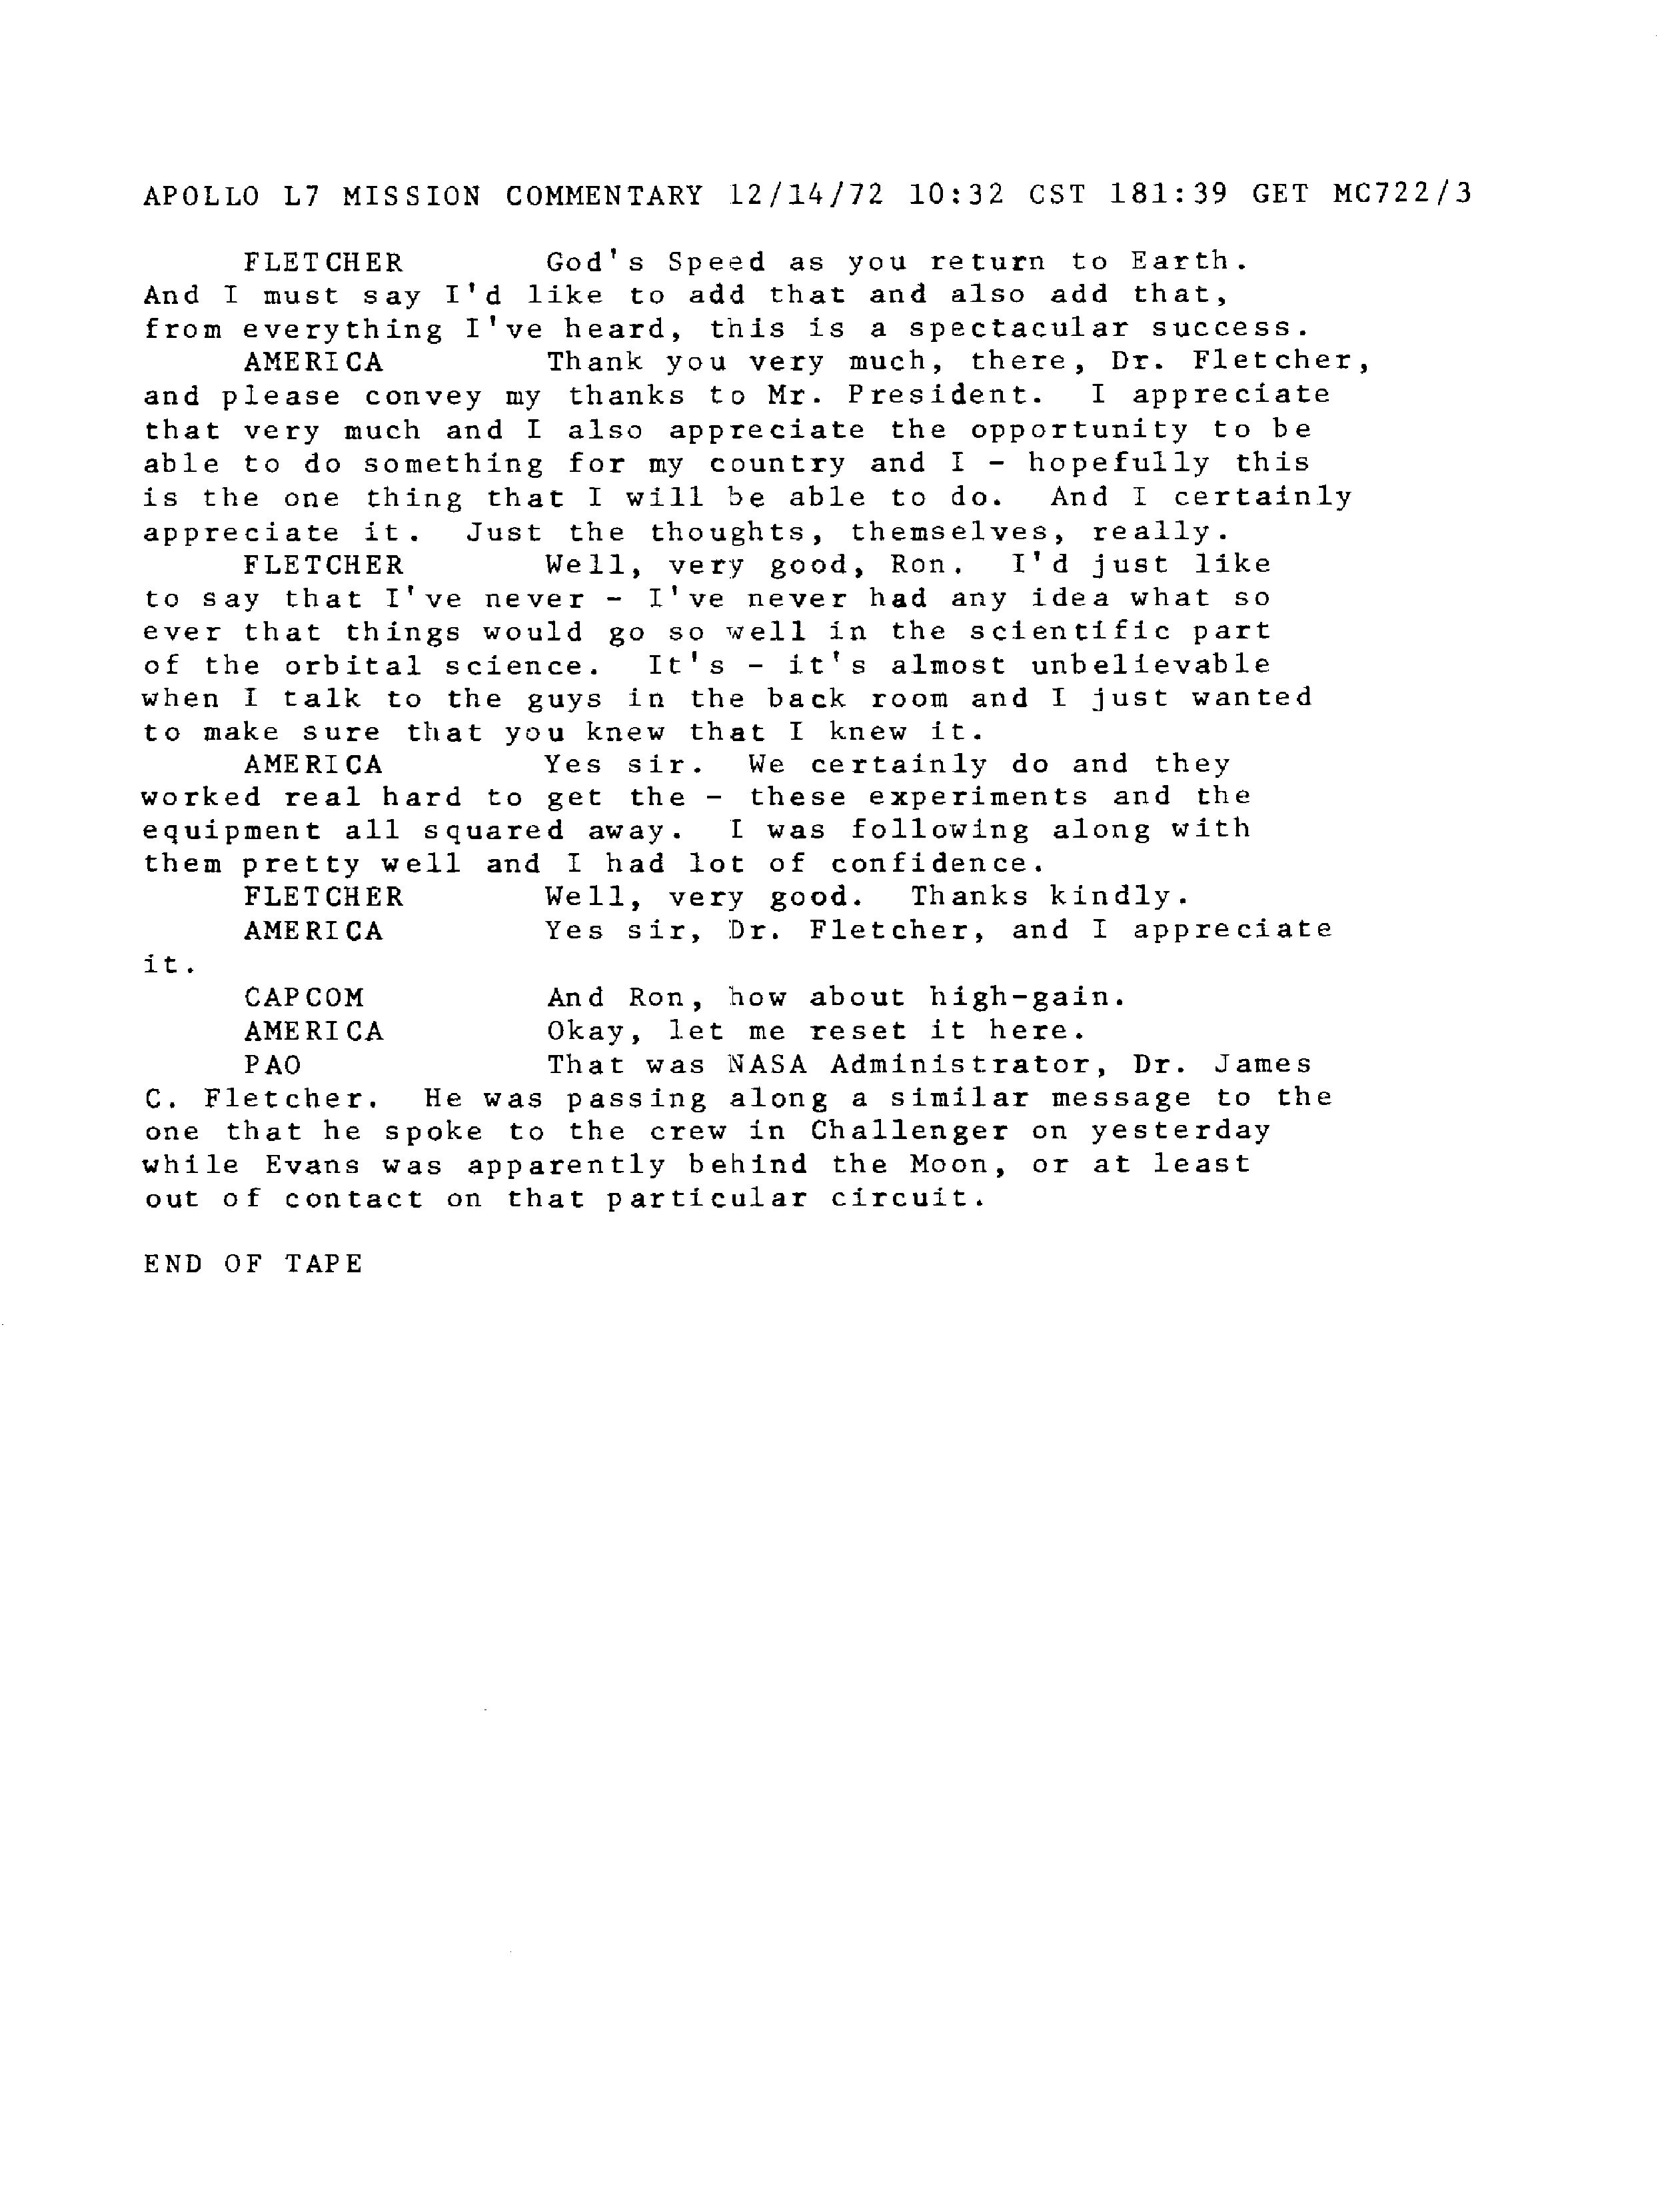 APOLLO L7 MISSION COMMENTARY 12/14/72 10:32 CST 181:39 GET MC722/3
FLETCHER God's Speed as you return to Earth.
And I must say I'd like to add that and also add that,
from everything I've heard, this is a spectacular success.
AMERICA Thank you very much, there, Dr. Fletcher,
and please convey my thanks to Mr. President. I appreciate
that very much and I also appreciate the opportunity to be
able to do something for my country and I - hopefully this
is the one thing that I will be able to do. And I certainly
appreciate it. Just the thoughts, themselves, really.
FLETCHER Well, very good, Ron. I'd just like
to say that I've never - I've never had any idea what so
ever that things would go so well in the scientific part
of the orbital science. It's - it's almost unbelievable
when I talk to the guys in the back room and I just wanted
to make sure that you knew that I knew it.
AMERICA Yes sir. We certainly do and they
worked real hard to get the - these experiments and the
equipment all squared away. I was following along with
them pretty well and I had lot of confidence.
FLETCHER Well, very good. Thanks kindly.
AMERICA Yes sir, Dr. Fletcher, and I appreciate
it.
CAPCOM And Ron, how about high-gain.
AMERICA Okay, let me reset it here.
PAO That was NASA Administrator, Dr. James
C. Fletcher. He was passing along a similar message to the
one that he spoke to the crew in Challenger on yesterday
while Evans was apparently behind the Moon, or at least
out of contact on that particular circuit.
END OF TAPE